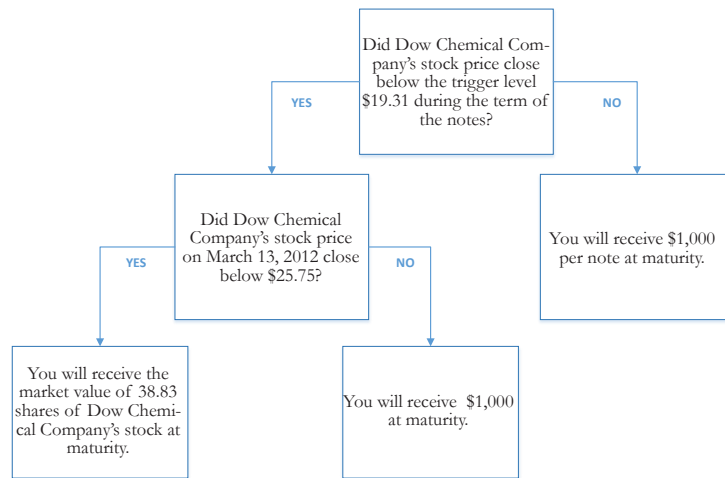 Did Dow Chemical Com-
pany's stock price close
below the trigger level
$19.31 during the term of
the notes?
YES
NO
Did Dow Chemical
Company's stock price
on March 13, 2012 close
below $25.75?
You will receive $1,000
per note at maturity.
YES
NO
You will receive the
market value of 38.83
shares of Dow Chemi-
cal Company's stock at
maturity.
You will receive  $1,000
at maturity.